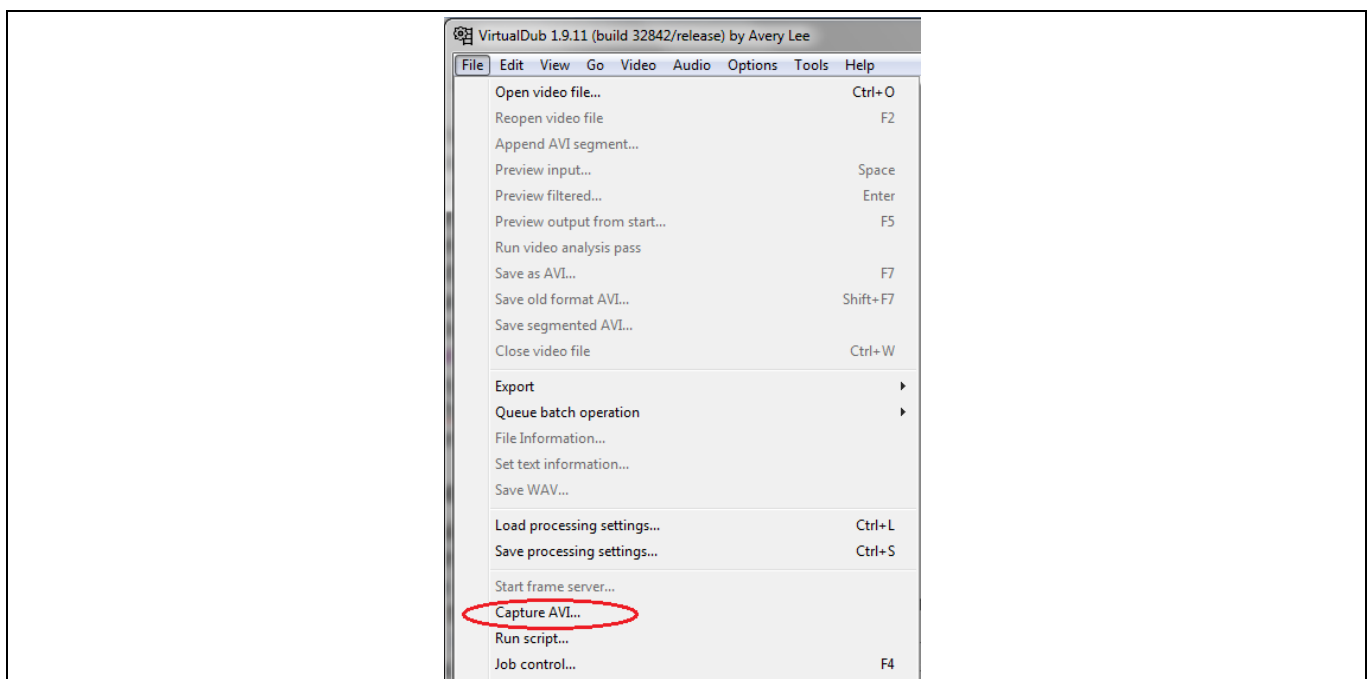 VirtualDub 1.9.11 (build 32842/release) by Avery Lee
File Edit View Go Video Audio Options Tools Help
Open video file... Ctrl+O
Reopen video file F2
Append AVI segment...
Preview input... Space
Preview filtered... Enter
Preview output from start... F5
Run video analysis pass
Save as AVI... F7
Save old format AVI... Shift+F7
Save segmented AVI...
Close video file Ctrl+W
Export
Queue batch operation
File Information...
Set text information...
Save WAV...
Load processing settings... Ctrl+L
Save processing settings... Ctrl+S
Start frame server...
Capture AVI...
Run script...
Job control... F4